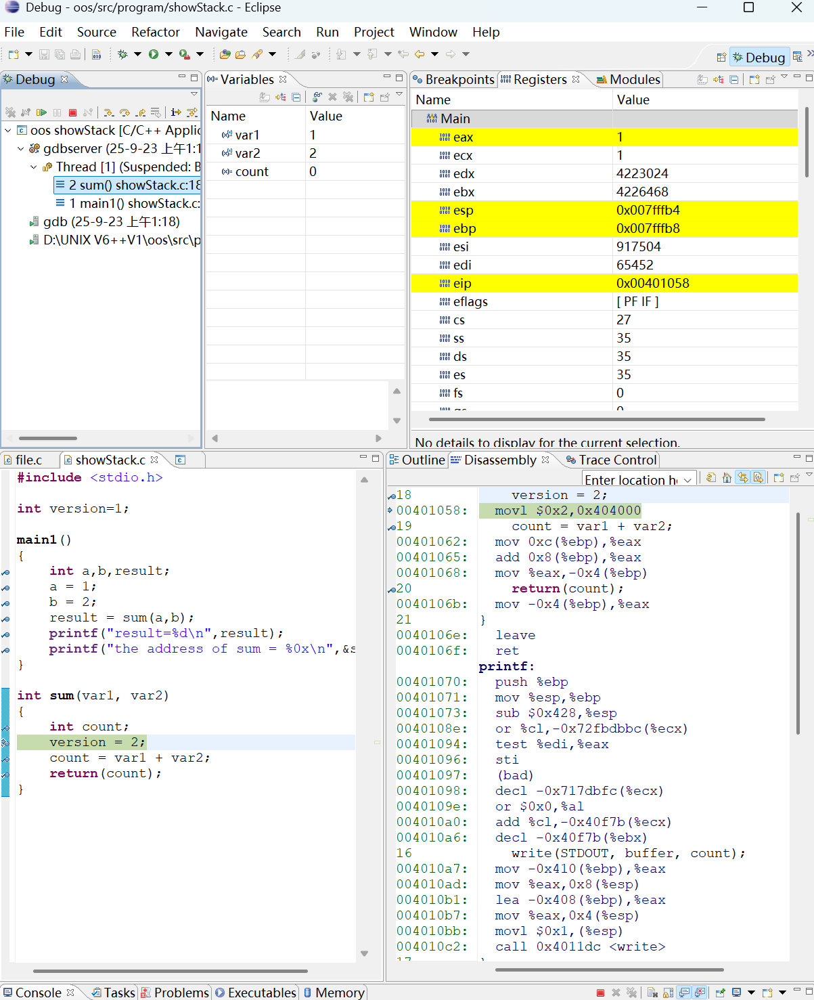 Debug - oos/src/program/showStack.c - Eclipse
File Edit Source Refactor Navigate Search Run Project Window Help
Debug
Debug
oos showStack [C/C++ Applic
gdbserver (25-9-23 上午1:1
Thread [1] (Suspended: B
2 sum() showStack.c:18
1 main1() showStack.c:
gdb (25-9-23 上午1:18)
D:\UNIX V6++V1\oos\src\p
Variables
Name Value
var1 1
var2 2
count 0
Breakpoints Registers Modules
Name Value
Main
eax 1
ecx 1
edx 4223024
ebx 4226468
esp 0x007fffb4
ebp 0x007fffb8
esi 917504
edi 65452
eip 0x00401058
eflags [ PF IF ]
cs 27
ss 35
ds 35
es 35
fs 0
gs 0
No details to display for the current selection.
file.c showStack.c
#include <stdio.h>
int version=1;
main1()
{
int a,b,result;
a = 1;
b = 2;
result = sum(a,b);
printf("result=%d\n",result);
printf("the address of sum = %0x\n",&s
}
int sum(var1, var2)
{
int count;
version = 2;
count = var1 + var2;
return(count);
}
Outline Disassembly Trace Control
Enter location h
18 version = 2;
00401058: movl $0x2,0x404000
19 count = var1 + var2;
00401062: mov 0xc(%ebp),%eax
00401065: add 0x8(%ebp),%eax
00401068: mov %eax,-0x4(%ebp)
20 return(count);
0040106b: mov -0x4(%ebp),%eax
21 }
0040106e: leave
0040106f: ret
printf:
00401070: push %ebp
00401071: mov %esp,%ebp
00401073: sub $0x428,%esp
0040108e: or %cl,-0x72fbdbbc(%ecx)
00401094: test %edi,%eax
00401096: sti
00401097: (bad)
00401098: decl -0x717dbfc(%ecx)
0040109e: or $0x0,%al
004010a0: add %cl,-0x40f7b(%ecx)
004010a6: decl -0x40f7b(%ebx)
16 write(STDOUT, buffer, count);
004010a7: mov -0x410(%ebp),%eax
004010ad: mov %eax,0x8(%esp)
004010b1: lea -0x408(%ebp),%eax
004010b7: mov %eax,0x4(%esp)
004010bb: movl $0x1,(%esp)
004010c2: call 0x4011dc <write>
17 }
Console Tasks Problems Executables Memory